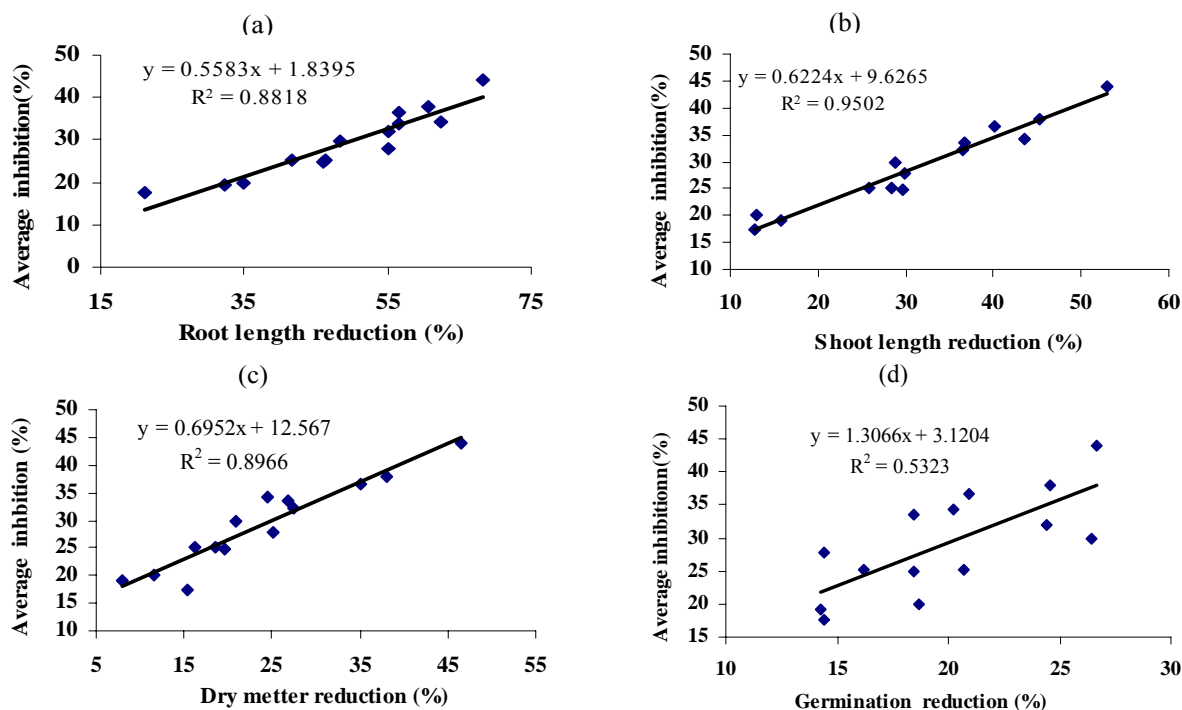 (a)
y = 0.5583x + 1.8395
R² = 0.8818
Average inhibition(%)
50
40
30
20
10
0
15 35 55 75
Root length reduction (%)
(b)
y = 0.6224x + 9.6265
R² = 0.9502
Average inhibition(%)
50
45
40
35
30
25
20
15
10
10 20 30 40 50 60
Shoot length reduction (%)
(c)
y = 0.6952x + 12.567
R² = 0.8966
Average inhbition (%)
50
45
40
35
30
25
20
15
10
5 15 25 35 45 55
Dry metter reduction (%)
(d)
y = 1.3066x + 3.1204
R² = 0.5323
Average inhibitionn(%)
50
45
40
35
30
25
20
15
10 15 20 25 30
Germination reduction (%)